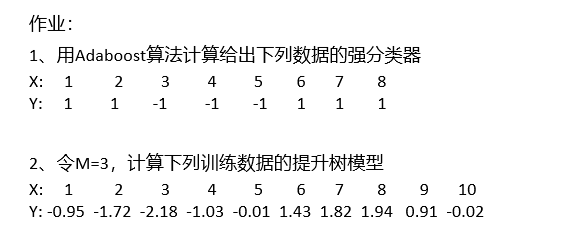 作业：
1、用Adaboost算法计算给出下列数据的强分类器
X: 1 2 3 4 5 6 7 8
Y: 1 1 -1 -1 -1 1 1 1
2、令M=3，计算下列训练数据的提升树模型
X: 1 2 3 4 5 6 7 8 9 10
Y: -0.95 -1.72 -2.18 -1.03 -0.01 1.43 1.82 1.94 0.91 -0.02